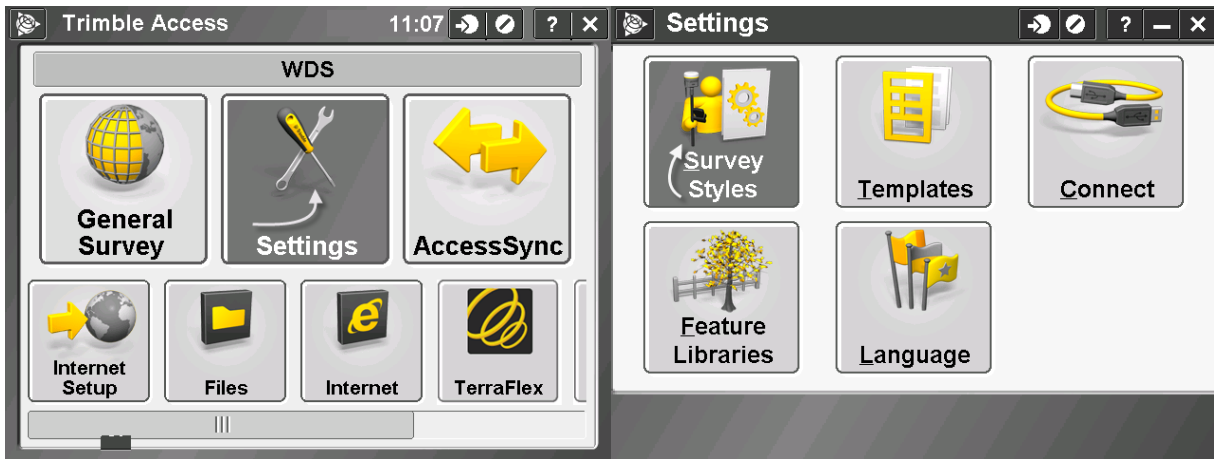 Trimble Access
11:07
?
X
WDS
General
Survey
Settings
AccessSync
Internet
Setup
Files
Internet
TerraFlex
Settings
?
X
Survey
Styles
Templates
Connect
Feature
Libraries
Language